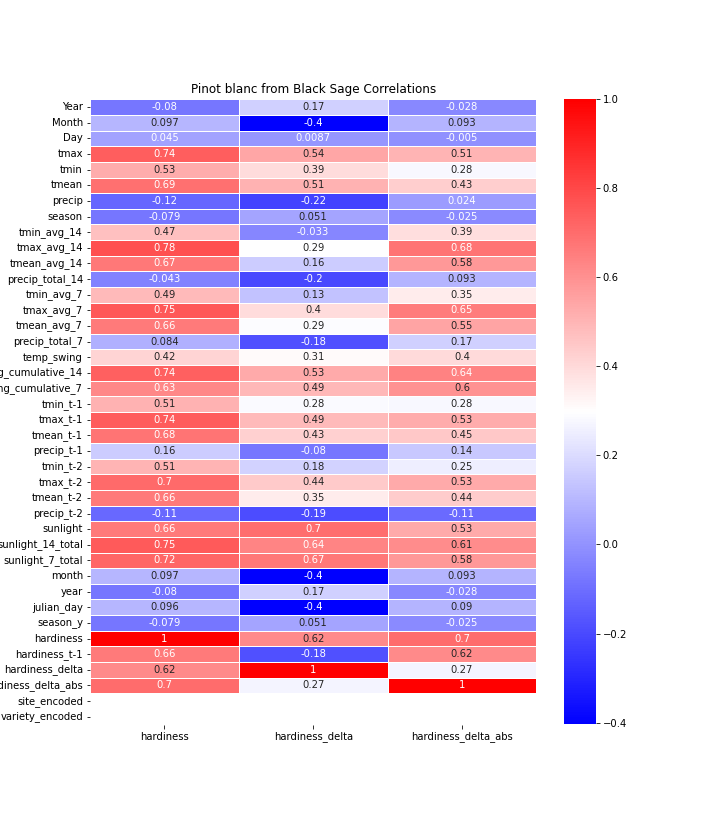 Pinot blanc from Black Sage Correlations
Year -0.08 0.17 -0.028
Month 0.097 -0.4 0.093
Day 0.045 0.0087 -0.005
tmax 0.74 0.54 0.51
tmin 0.53 0.39 0.28
tmean 0.69 0.51 0.43
precip -0.12 -0.22 0.024
season -0.079 0.051 -0.025
tmin_avg_14 0.47 -0.033 0.39
tmax_avg_14 0.78 0.29 0.68
tmean_avg_14 0.67 0.16 0.58
precip_total_14 -0.043 -0.2 0.093
tmin_avg_7 0.49 0.13 0.35
tmax_avg_7 0.75 0.4 0.65
tmean_avg_7 0.66 0.29 0.55
precip_total_7 0.084 -0.18 0.17
temp_swing 0.42 0.31 0.4
g_cumulative_14 0.74 0.53 0.64
ng_cumulative_7 0.63 0.49 0.6
tmin_t-1 0.51 0.28 0.28
tmax_t-1 0.74 0.49 0.53
tmean_t-1 0.68 0.43 0.45
precip_t-1 0.16 -0.08 0.14
tmin_t-2 0.51 0.18 0.25
tmax_t-2 0.7 0.44 0.53
tmean_t-2 0.66 0.35 0.44
precip_t-2 -0.11 -0.19 -0.11
sunlight 0.66 0.7 0.53
sunlight_14_total 0.75 0.64 0.61
sunlight_7_total 0.72 0.67 0.58
month 0.097 -0.4 0.093
year -0.08 0.17 -0.028
julian_day 0.096 -0.4 0.09
season_y -0.079 0.051 -0.025
hardiness 1 0.62 0.7
hardiness_t-1 0.66 -0.18 0.62
hardiness_delta 0.62 1 0.27
diness_delta_abs 0.7 0.27 1
site_encoded
variety_encoded
hardiness hardiness_delta hardiness_delta_abs
1.0
0.8
0.6
0.4
0.2
0.0
−0.2
−0.4